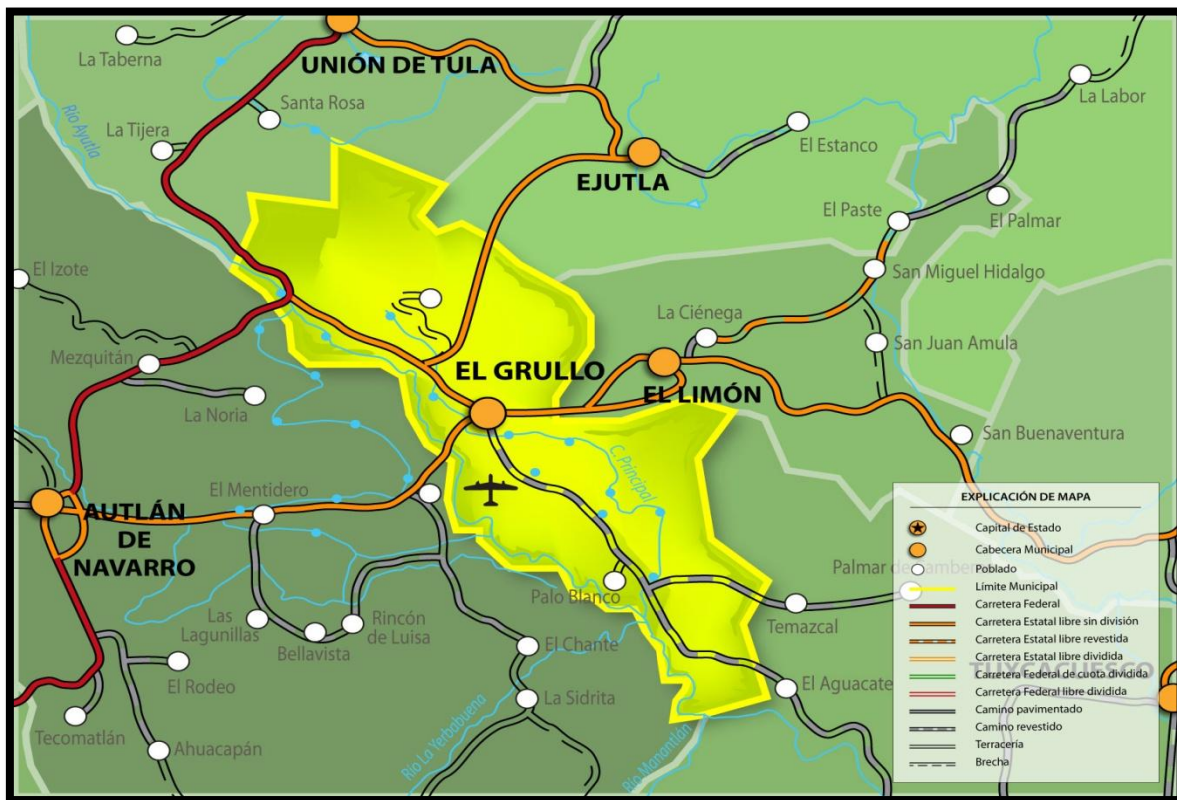 UNIÓN DE TULA
La Taberna
La Labor
Santa Rosa
Río Ayutla
La Tijera
El Estanco
EJUTLA
El Paste
El Palmar
El Izote
San Miguel Hidalgo
La Ciénega
San Juan Amula
Mezquitán
EL GRULLO
EL LIMÓN
La Noria
San Buenaventura
C. Principal
El Mentidero
AUTLÁN
DE
NAVARRO
Palo Blanco
Palmar de
Temazcal
Las
Lagunillas
Rincón
de Luisa
Bellavista
El Chante
El Rodeo
El Aguacate
La Sidrita
Tecomatlán
Ahuacapán
Río La Yerbabuena
Río Manantlán
TUXCACUESCO
EXPLICACIÓN DE MAPA
Capital de Estado
Cabecera Municipal
Poblado
Límite Municipal
Carretera Federal
Carretera Estatal libre sin división
Carretera Estatal libre revestida
Carretera Estatal libre dividida
Carretera Federal de cuota dividida
Carretera Federal libre dividida
Camino pavimentado
Camino revestido
Terracería
Brecha